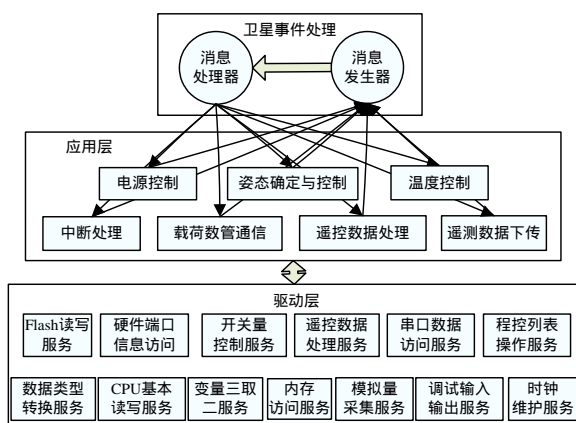 卫星事件处理
消息
处理器
消息
发生器
应用层
电源控制
姿态确定与控制
温度控制
中断处理
载荷数管通信
遥控数据处理
遥测数据下传
驱动层
Flash读写
服务
硬件端口
信息访问
开关量
控制服务
遥控数据
处理服务
串口数据
访问服务
程控列表
操作服务
数据类型
转换服务
CPU基本
读写服务
变量三取
二服务
内存
访问服务
模拟量
采集服务
调试输入
输出服务
时钟
维护服务